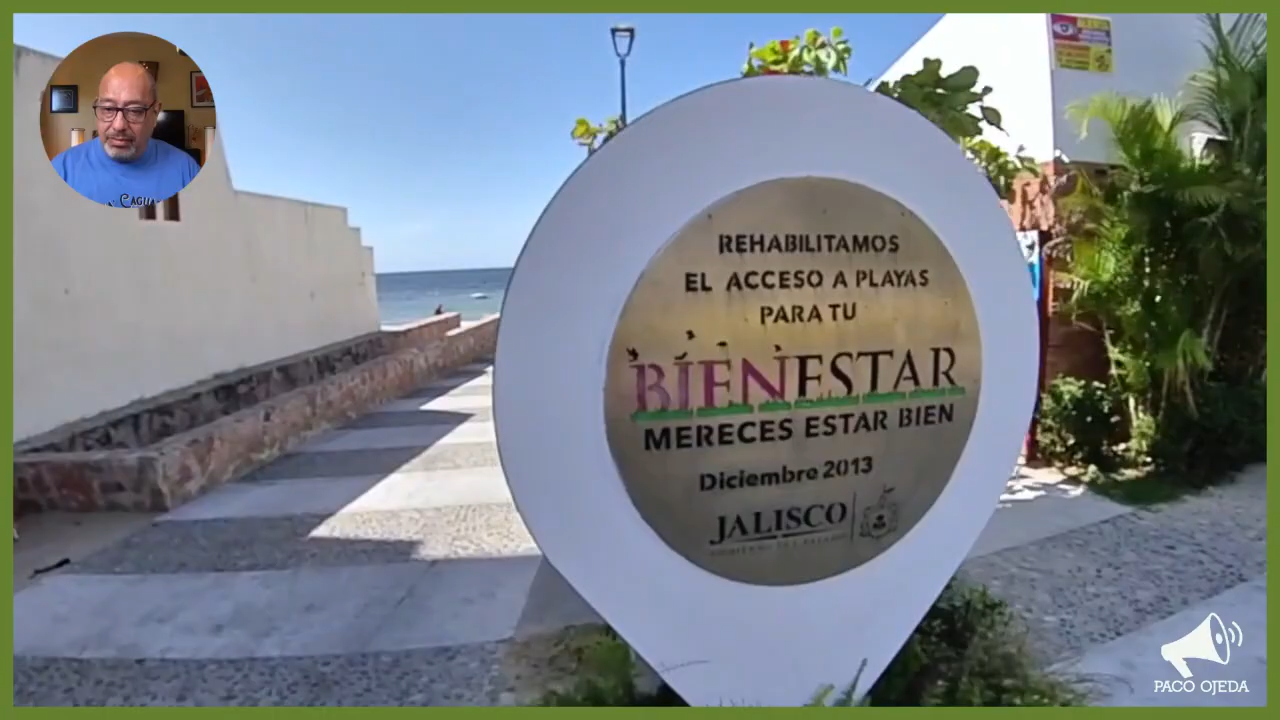 REHABILITAMOS
EL ACCESO A PLAYAS
PARA TU
BIENESTAR
MERECES ESTAR BIEN
Diciembre 2013
JALISCO
PACO OJEDA